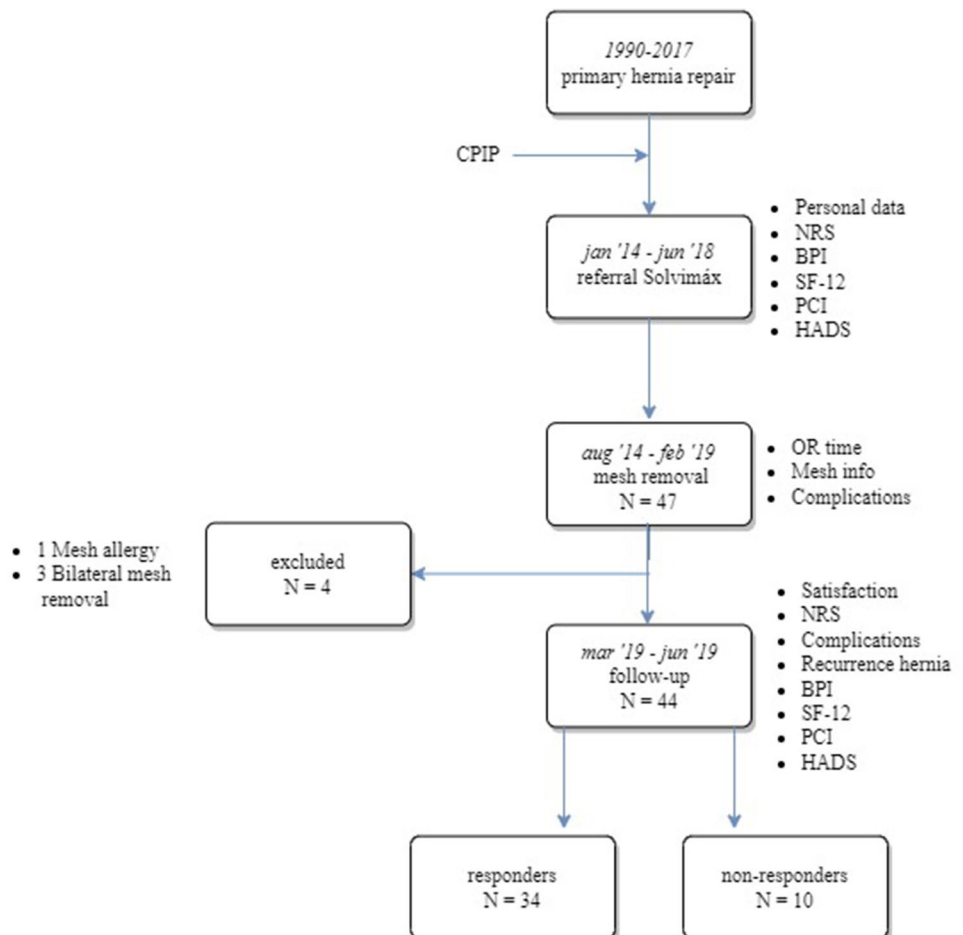 1990-2017
primary hernia repair
CPIP
jan '14 - jun '18
referral Solvimáx
• Personal data
• NRS
• BPI
• SF-12
• PCI
• HADS
aug '14 - feb '19
mesh removal
N = 47
• OR time
• Mesh info
• Complications
• 1 Mesh allergy
• 3 Bilateral mesh
removal
excluded
N = 4
mar '19 - jun '19
follow-up
N = 44
• Satisfaction
• NRS
• Complications
• Recurrence hernia
• BPI
• SF-12
• PCI
• HADS
responders
N = 34
non-responders
N = 10